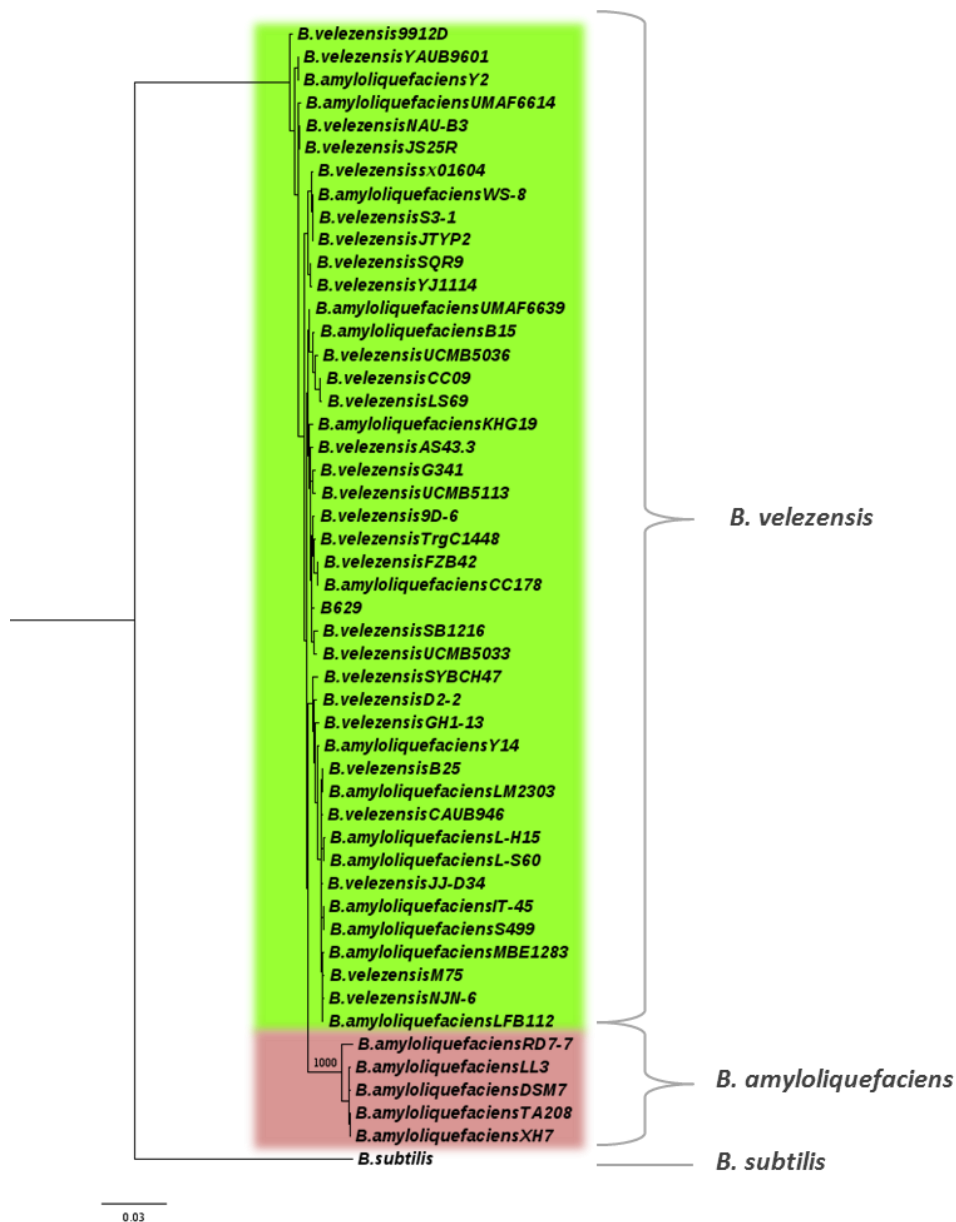 B.velezensis9912D
B.velezensisYAUB9601
B.amyloliquefaciensY2
B.amyloliquefaciensUMAF6614
B.velezensisNAU-B3
B.velezensisJS25R
B.velezensissx01604
B.amyloliquefaciensWS-8
B.velezensisS3-1
B.velezensisJTYP2
B.velezensisSQR9
B.velezensisYJ1114
B.amyloliquefaciensUMAF6639
B.amyloliquefaciensB15
B.velezensisUCMB5036
B.velezensisCC09
B.velezensisLS69
B.amyloliquefaciensKHG19
B.velezensisAS43.3
B.velezensisG341
B.velezensisUCMB5113
B.velezensis9D-6
B. velezensis
B.velezensisTrgC1448
B.velezensisFZB42
B.amyloliquefaciensCC178
B629
B.velezensisSB1216
B.velezensisUCMB5033
B.velezensisSYBCH47
B.velezensisD2-2
B.velezensisGH1-13
B.amyloliquefaciensY14
B.velezensisB25
B.amyloliquefaciensLM2303
B.velezensisCAUB946
B.amyloliquefaciensL-H15
B.amyloliquefaciensL-S60
B.velezensisJJ-D34
B.amyloliquefaciensIT-45
B.amyloliquefaciensS499
B.amyloliquefaciensMBE1283
B.velezensisM75
B.velezensisNJN-6
B.amyloliquefaciensLFB112
B.amyloliquefaciensRD7-7
1000
B.amyloliquefaciensLL3
B. amyloliquefaciens
B.amyloliquefaciensDSM7
B.amyloliquefaciensTA208
B.amyloliquefaciensXH7
B.subtilis
B. subtilis
0.03